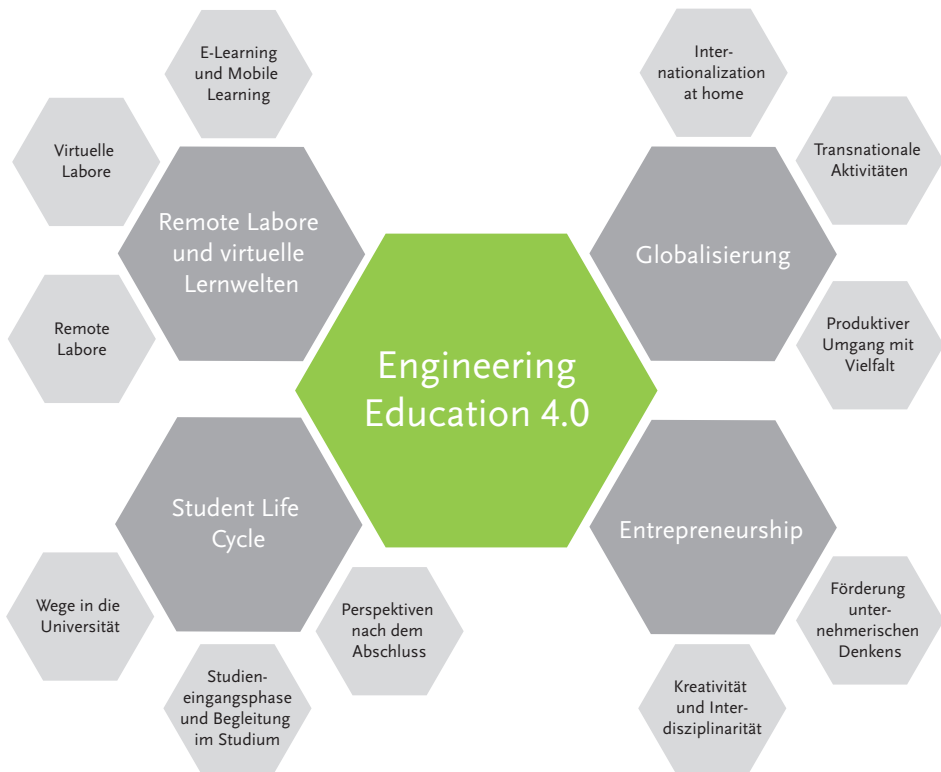 E-Learning
und Mobile
Learning
Virtuelle
Labore
Remote Labore
und virtuelle
Lernwelten
Remote
Labore
Inter-
nationalization
at home
Transnationale
Aktivitäten
Globalisierung
Produktiver
Umgang mit
Vielfalt
Engineering
Education 4.0
Student Life
Cycle
Wege in die
Universität
Perspektiven
nach dem
Abschluss
Studien-
eingangsphase
und Begleitung
im Studium
Entrepreneurship
Förderung
unter-
nehmerischen
Denkens
Kreativität
und Inter-
disziplinarität